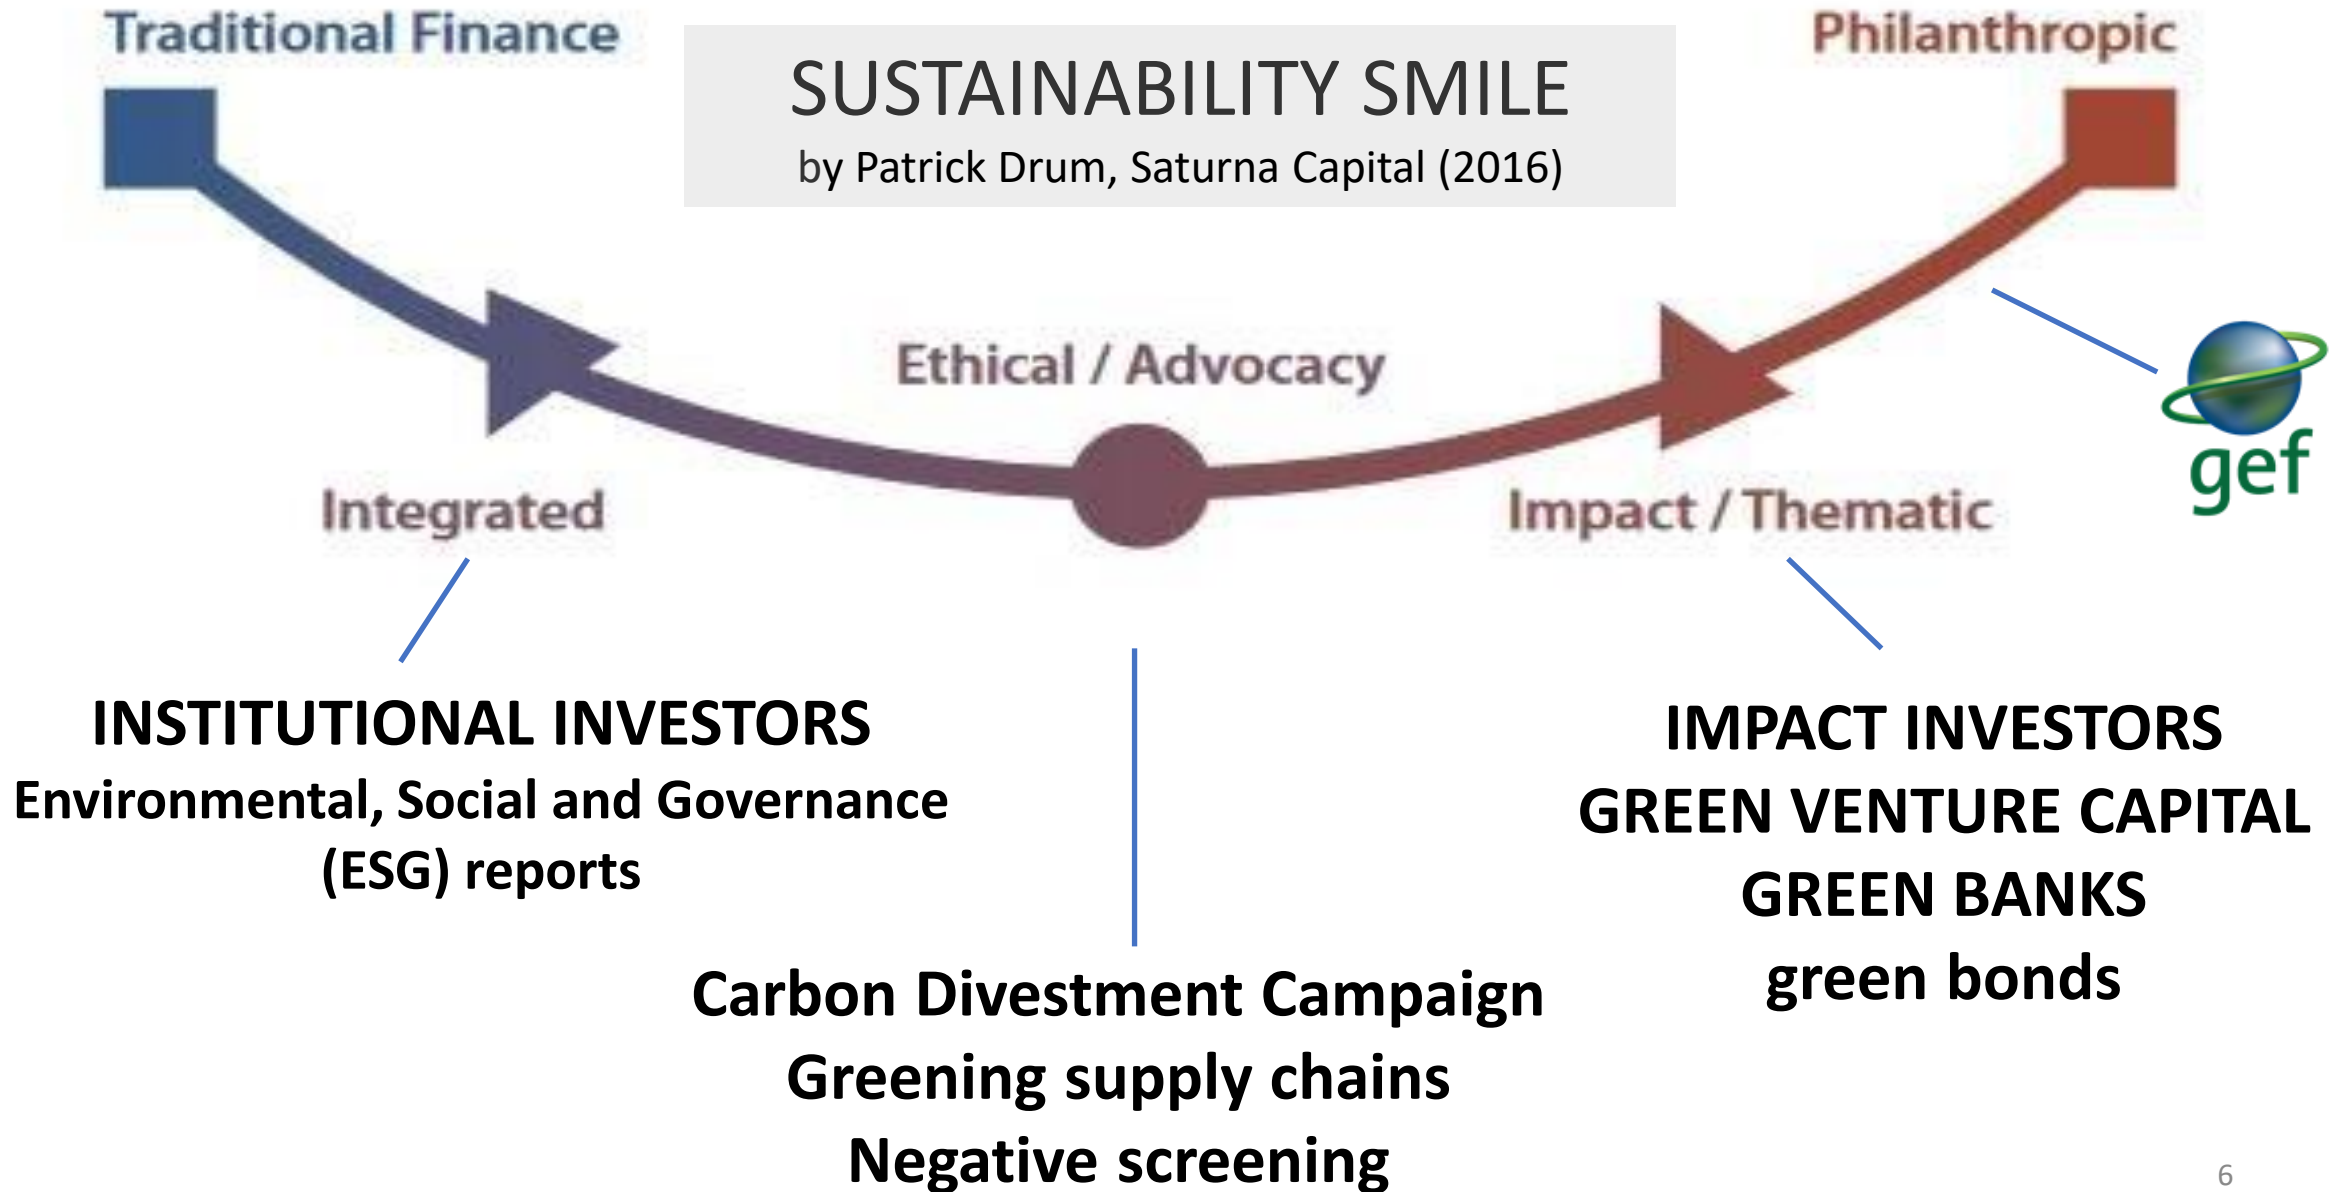 Traditional Finance
Philanthropic
SUSTAINABILITY SMILE
by Patrick Drum, Saturna Capital (2016)
Ethical / Advocacy
gef
Integrated
Impact / Thematic
INSTITUTIONAL INVESTORS
Environmental, Social and Governance
(ESG) reports
IMPACT INVESTORS
GREEN VENTURE CAPITAL
GREEN BANKS
green bonds
Carbon Divestment Campaign
Greening supply chains
Negative screening
6